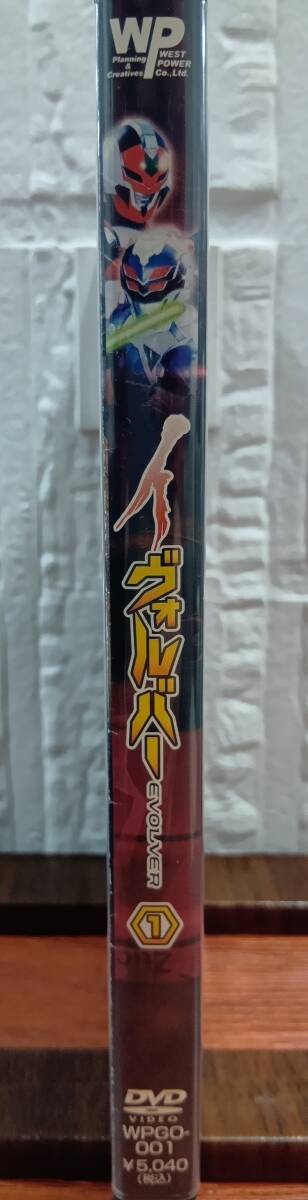 WP
Planning
&
Creatives
WEST
POWER
Co.,Ltd.
イヴォルバー
EVOLVER
1
DVD
VIDEO
WPGO-
001
¥5,040
(税込)